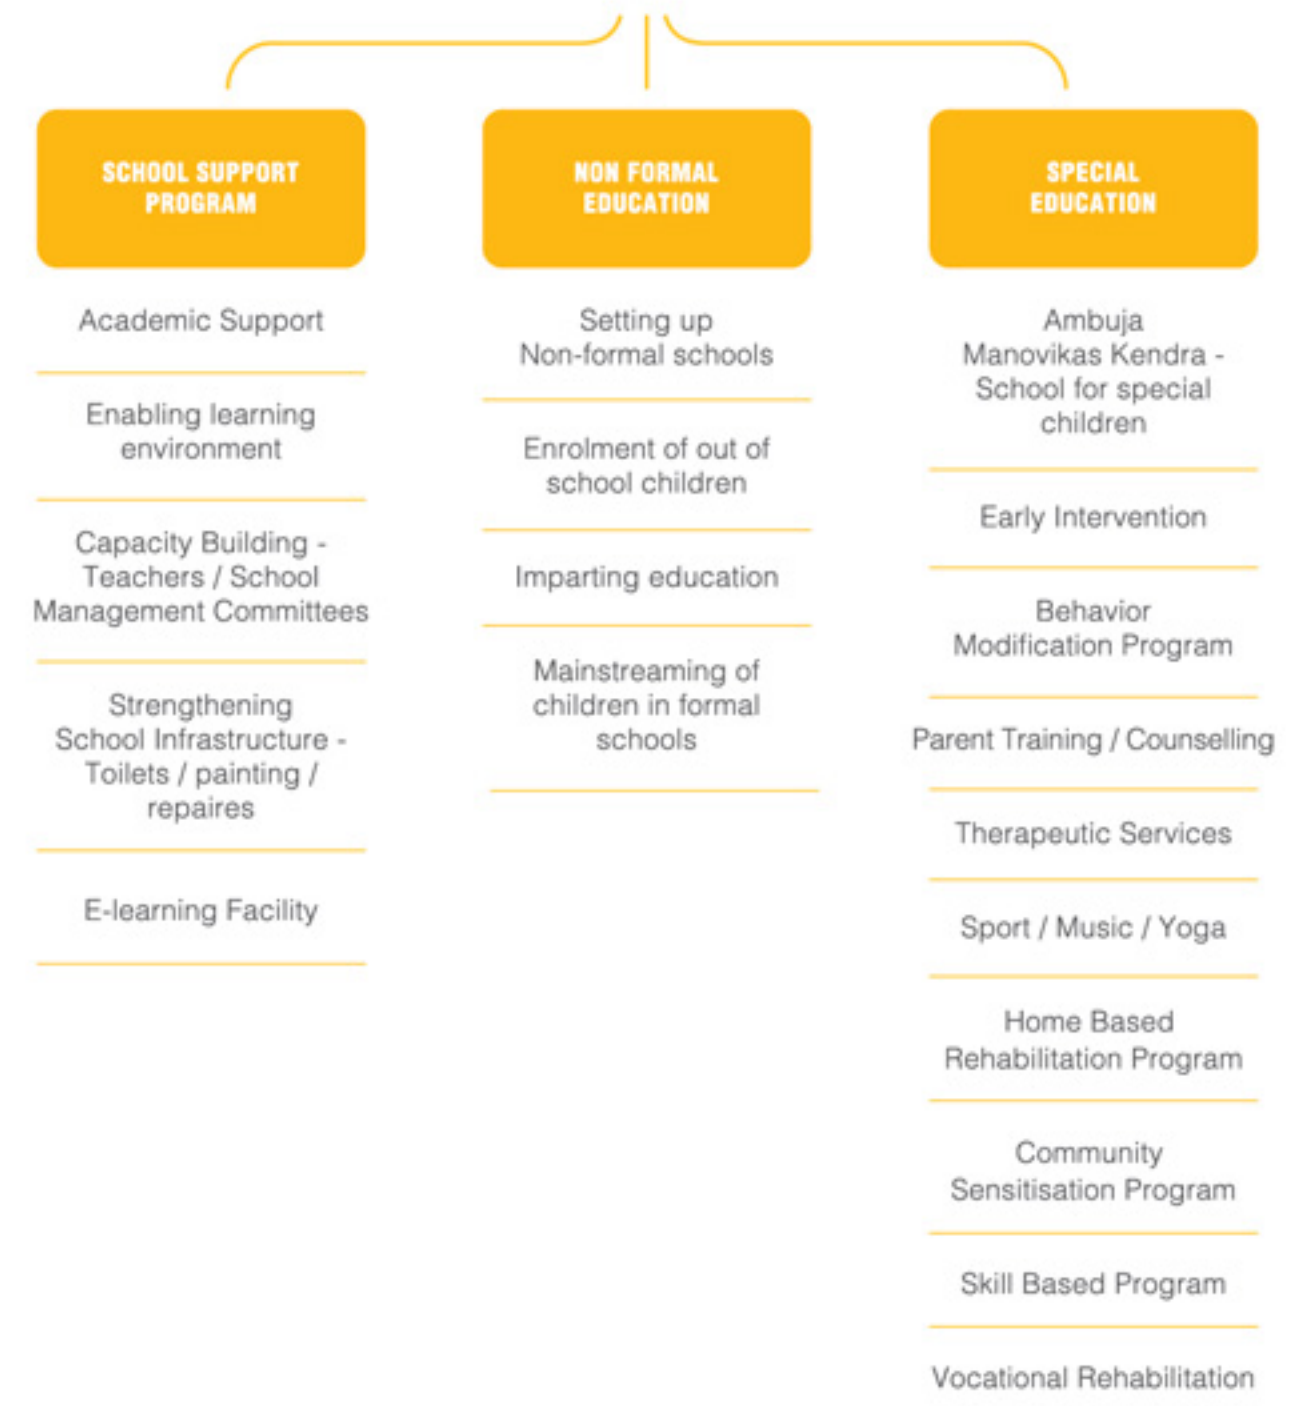 SCHOOL SUPPORT
PROGRAM
Academic Support
Enabling learning
environment
Capacity Building -
Teachers / School
Management Committees
Strengthening
School Infrastructure -
Toilets / painting /
repaires
E-learning Facility
NON FORMAL
EDUCATION
Setting up
Non-formal schools
Enrolment of out of
school children
Imparting education
Mainstreaming of
children in formal
schools
SPECIAL
EDUCATION
Ambuja
Manovikas Kendra -
School for special
children
Early Intervention
Behavior
Modification Program
Parent Training / Counselling
Therapeutic Services
Sport / Music / Yoga
Home Based
Rehabilitation Program
Community
Sensitisation Program
Skill Based Program
Vocational Rehabilitation